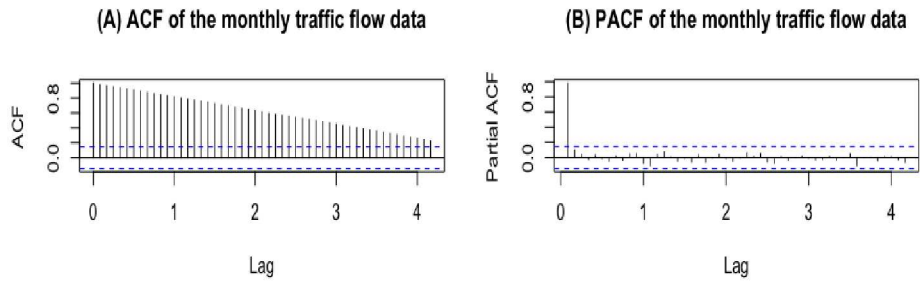 (A) ACF of the monthly traffic flow data
ACF
0.0 0.8
0 1 2 3 4
Lag
(B) PACF of the monthly traffic flow data
Partial ACF
0.0 0.8
0 1 2 3 4
Lag